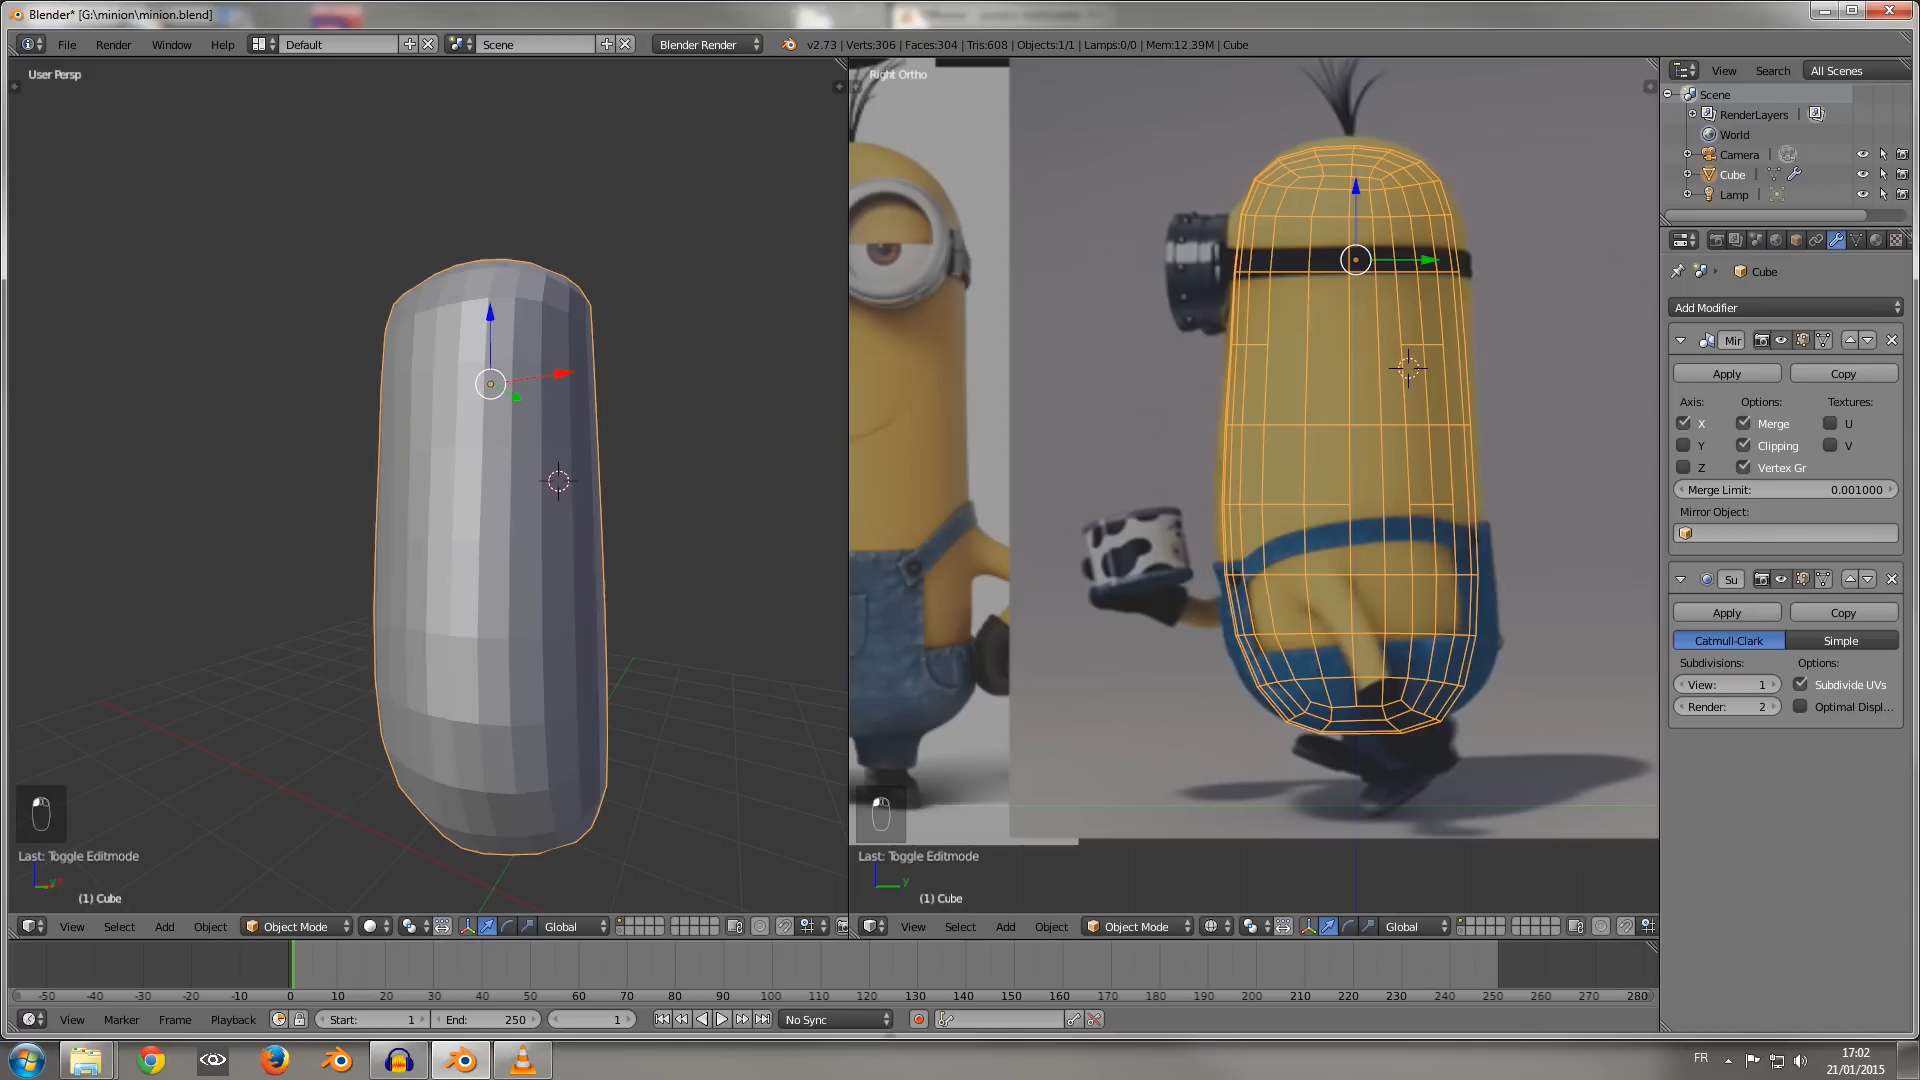 Blender* [G:\minion\minion.blend]
File Render Window Help Default Scene Blender Render v2.73 | Verts:306 | Faces:304 | Tris:608 | Objects:1/1 | Lamps:0/0 | Mem:12.39M | Cube
User Persp
Right Ortho
View Search All Scenes
Scene
RenderLayers
World
Camera
Cube
Lamp
Cube
Add Modifier
Mir
Apply Copy
Axis: Options: Textures:
X Merge U
Y Clipping V
Z Vertex Gr
Merge Limit: 0.001000
Mirror Object:
Su
Apply Copy
Catmull-Clark Simple
Subdivisions: Options:
View: 1 Subdivide UVs
Render: 2 Optimal Displ...
Last: Toggle Editmode
y
(1) Cube
Last: Toggle Editmode
y
(1) Cube
View Select Add Object Object Mode Global
View Select Add Object Object Mode Global
-50 -40 -30 -20 -10 0 10 20 30 40 50 60 70 80 90 100 110 120 130 140 150 160 170 180 190 200 210 220 230 240 250 260 270 280
View Marker Frame Playback Start: 1 End: 250 1 No Sync
FR
17:02
21/01/2015